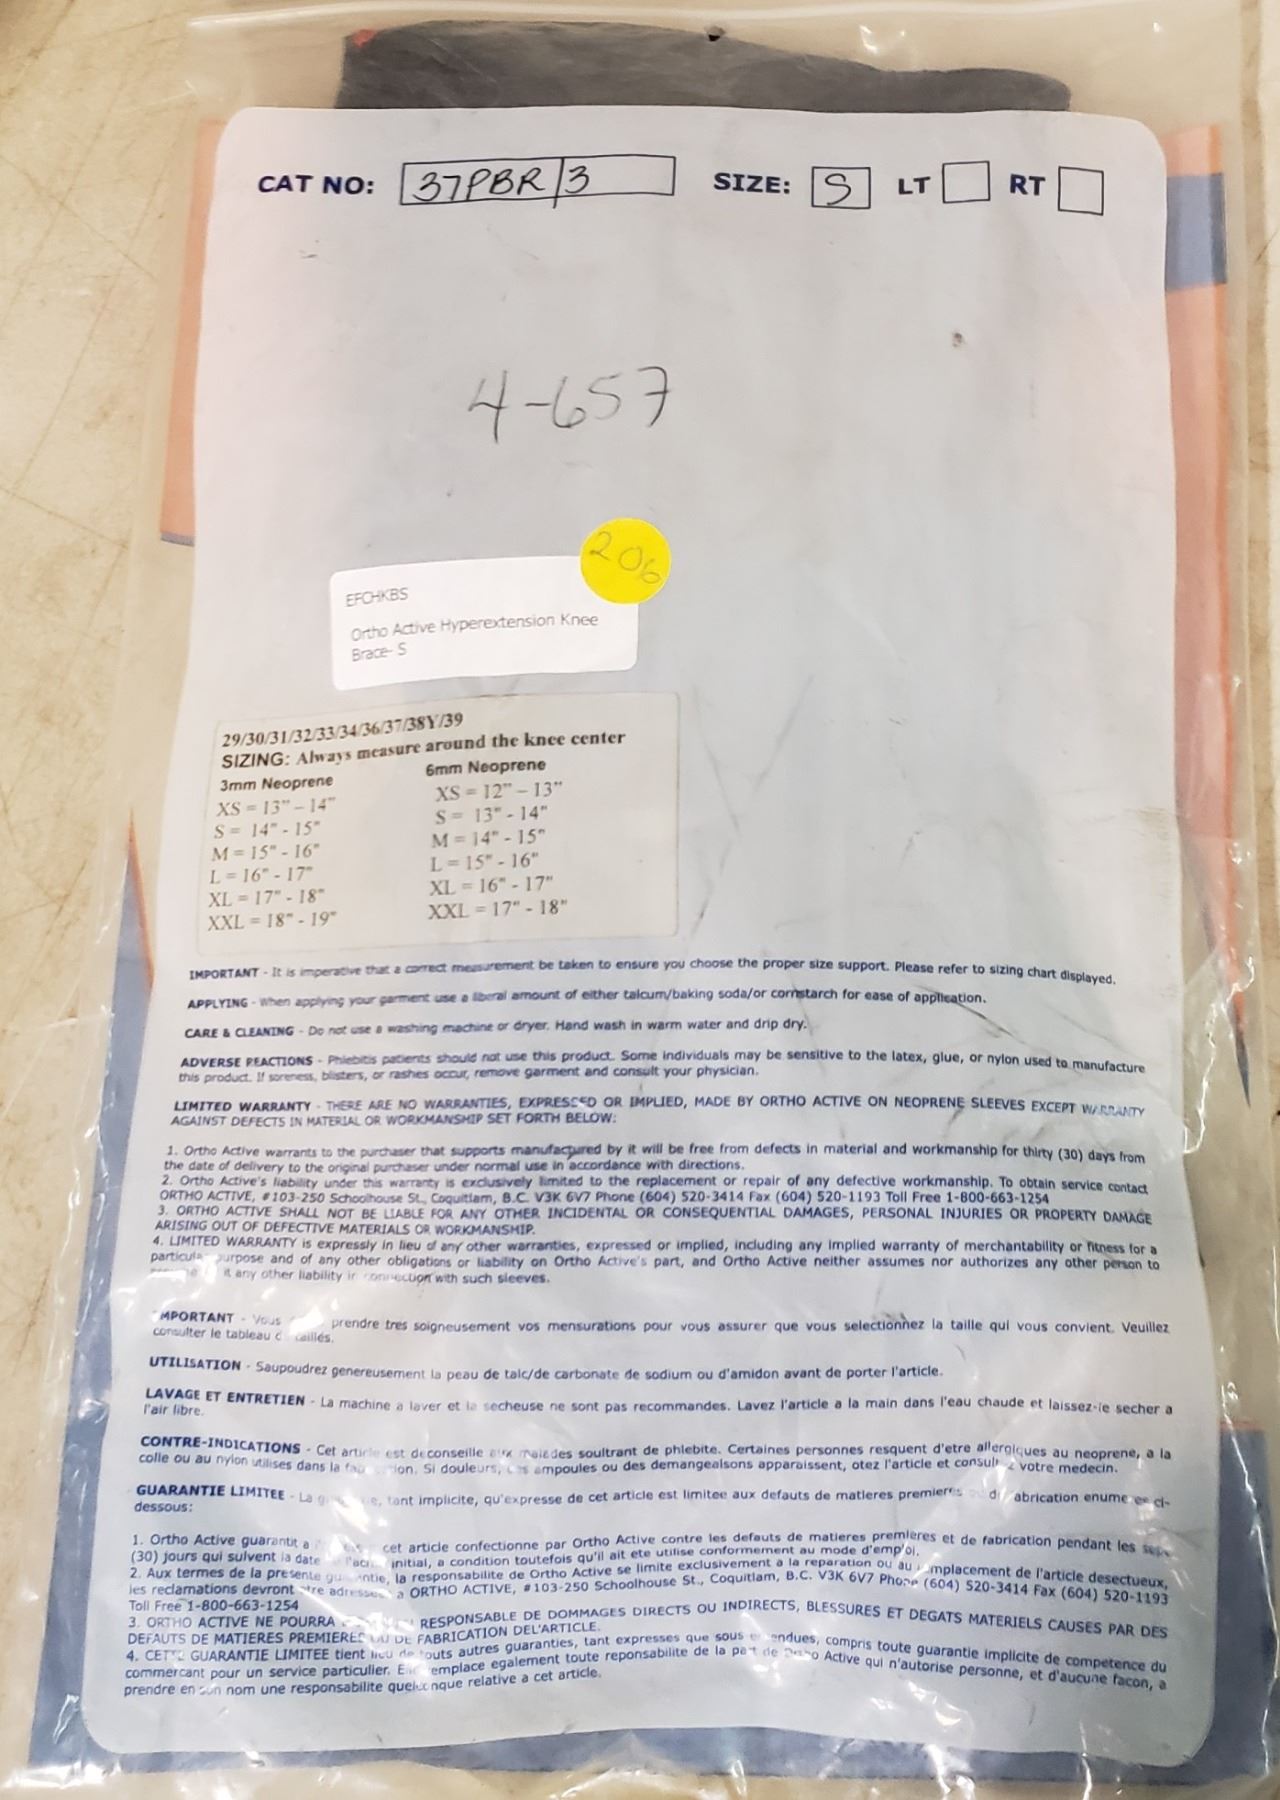 CAT NO: 37PBR/3 SIZE: S LT RT
4-657
206
EFCHKBS
Ortho Active Hyperextension Knee
Brace- S
29/30/31/32/33/34/36/37/38Y/39
SIZING: Always measure around the knee center
3mm Neoprene 6mm Neoprene
XS = 13" - 14" XS = 12" - 13"
S = 14" - 15" S = 13" - 14"
M = 15" - 16" M = 14" - 15"
L = 16" - 17" L = 15" - 16"
XL = 17" - 18" XL = 16" - 17"
XXL = 18" - 19" XXL = 17" - 18"
IMPORTANT - It is imperative that a correct measurement be taken to ensure you choose the proper size support. Please refer to sizing chart displayed.
APPLYING - When applying your garment use a liberal amount of either talcum/baking soda/or cornstarch for ease of application.
CARE & CLEANING - Do not use a washing machine or dryer. Hand wash in warm water and drip dry.
ADVERSE REACTIONS - Phlebitis patients should not use this product. Some individuals may be sensitive to the latex, glue, or nylon used to manufacture
this product. If soreness, blisters, or rashes occur, remove garment and consult your physician.
LIMITED WARRANTY - THERE ARE NO WARRANTIES, EXPRESSED OR IMPLIED, MADE BY ORTHO ACTIVE ON NEOPRENE SLEEVES EXCEPT WARRANTY
AGAINST DEFECTS IN MATERIAL OR WORKMANSHIP SET FORTH BELOW:
1. Ortho Active warrants to the purchaser that supports manufactured by it will be free from defects in material and workmanship for thirty (30) days from
the date of delivery to the original purchaser under normal use in accordance with directions.
2. Ortho Active's liability under this warranty is exclusively limited to the replacement or repair of any defective workmanship. To obtain service contact
ORTHO ACTIVE, #103-250 Schoolhouse St., Coquitlam, B.C. V3K 6V7 Phone (604) 520-3414 Fax (604) 520-1193 Toll Free 1-800-663-1254
3. ORTHO ACTIVE SHALL NOT BE LIABLE FOR ANY OTHER INCIDENTAL OR CONSEQUENTIAL DAMAGES, PERSONAL INJURIES OR PROPERTY DAMAGE
ARISING OUT OF DEFECTIVE MATERIALS OR WORKMANSHIP.
4. LIMITED WARRANTY is expressly in lieu of any other warranties, expressed or implied, including any implied warranty of merchantability or fitness for a
particular purpose and of any other obligations or liability on Ortho Active's part, and Ortho Active neither assumes nor authorizes any other person to
it any other liability in connection with such sleeves.
IMPORTANT - Vous prendre tres soigneusement vos mensurations pour vous assurer que vous selectionnez la taille qui vous convient. Veuillez
consulter le tableau tailles.
UTILISATION - Saupoudrez genereusement la peau de talc/de carbonate de sodium ou d'amidon avant de porter l'article.
LAVAGE ET ENTRETIEN - La machine a laver et la secheuse ne sont pas recommandes. Lavez l'article a la main dans l'eau chaude et laissez-le secher a
l'air libre.
CONTRE-INDICATIONS - Cet article est deconseille aux malades soultrant de phlebite. Certaines personnes resquent d'etre allergiques au neoprene, a la
colle ou au nylon utilises dans la Si douleurs, ampoules ou des demangeaisons apparaissent, otez l'article et votre medecin.
GUARANTIE LIMITEE - La tant implicite, qu'expresse de cet article est limitee aux defauts de matieres premieres ci-
dessous:
1. Ortho Active guarantit a cet article confectionne par Ortho Active contre les defauts de matieres premieres et de fabrication pendant les
(30) jours qui suivent la date initial, a condition toutefois qu'il ait ete utilise conformement au mode d'emploi.
2. Aux termes de la presente la responsabilite de Ortho Active se limite exclusivement a la reparation ou au de l'article desectueux,
les reclamations devront adressees a ORTHO ACTIVE, #103-250 Schoolhouse St., Coquitlam, B.C. V3K 6V7 Phone (604) 520-3414 Fax (604) 520-1193
Toll Free 1-800-663-1254
3. ORTHO ACTIVE NE POURRA RESPONSABLE DE DOMMAGES DIRECTS OU INDIRECTS, BLESSURES ET DEGATS MATERIELS CAUSES PAR DES
DEFAUTS DE MATIERES PREMIERES OU DE FABRICATION DEL'ARTICLE.
4. CETTE GUARANTIE LIMITEE tient lieu de touts autres guaranties, tant expresses que sous compris toute guarantie implicite de competence du
commercant pour un service particulier. egalement toute reponsabilite de la part de Ortho Active qui n'autorise personne, et d'aucune facon, a
prendre en son nom une responsabilite quelconque relative a cet article.